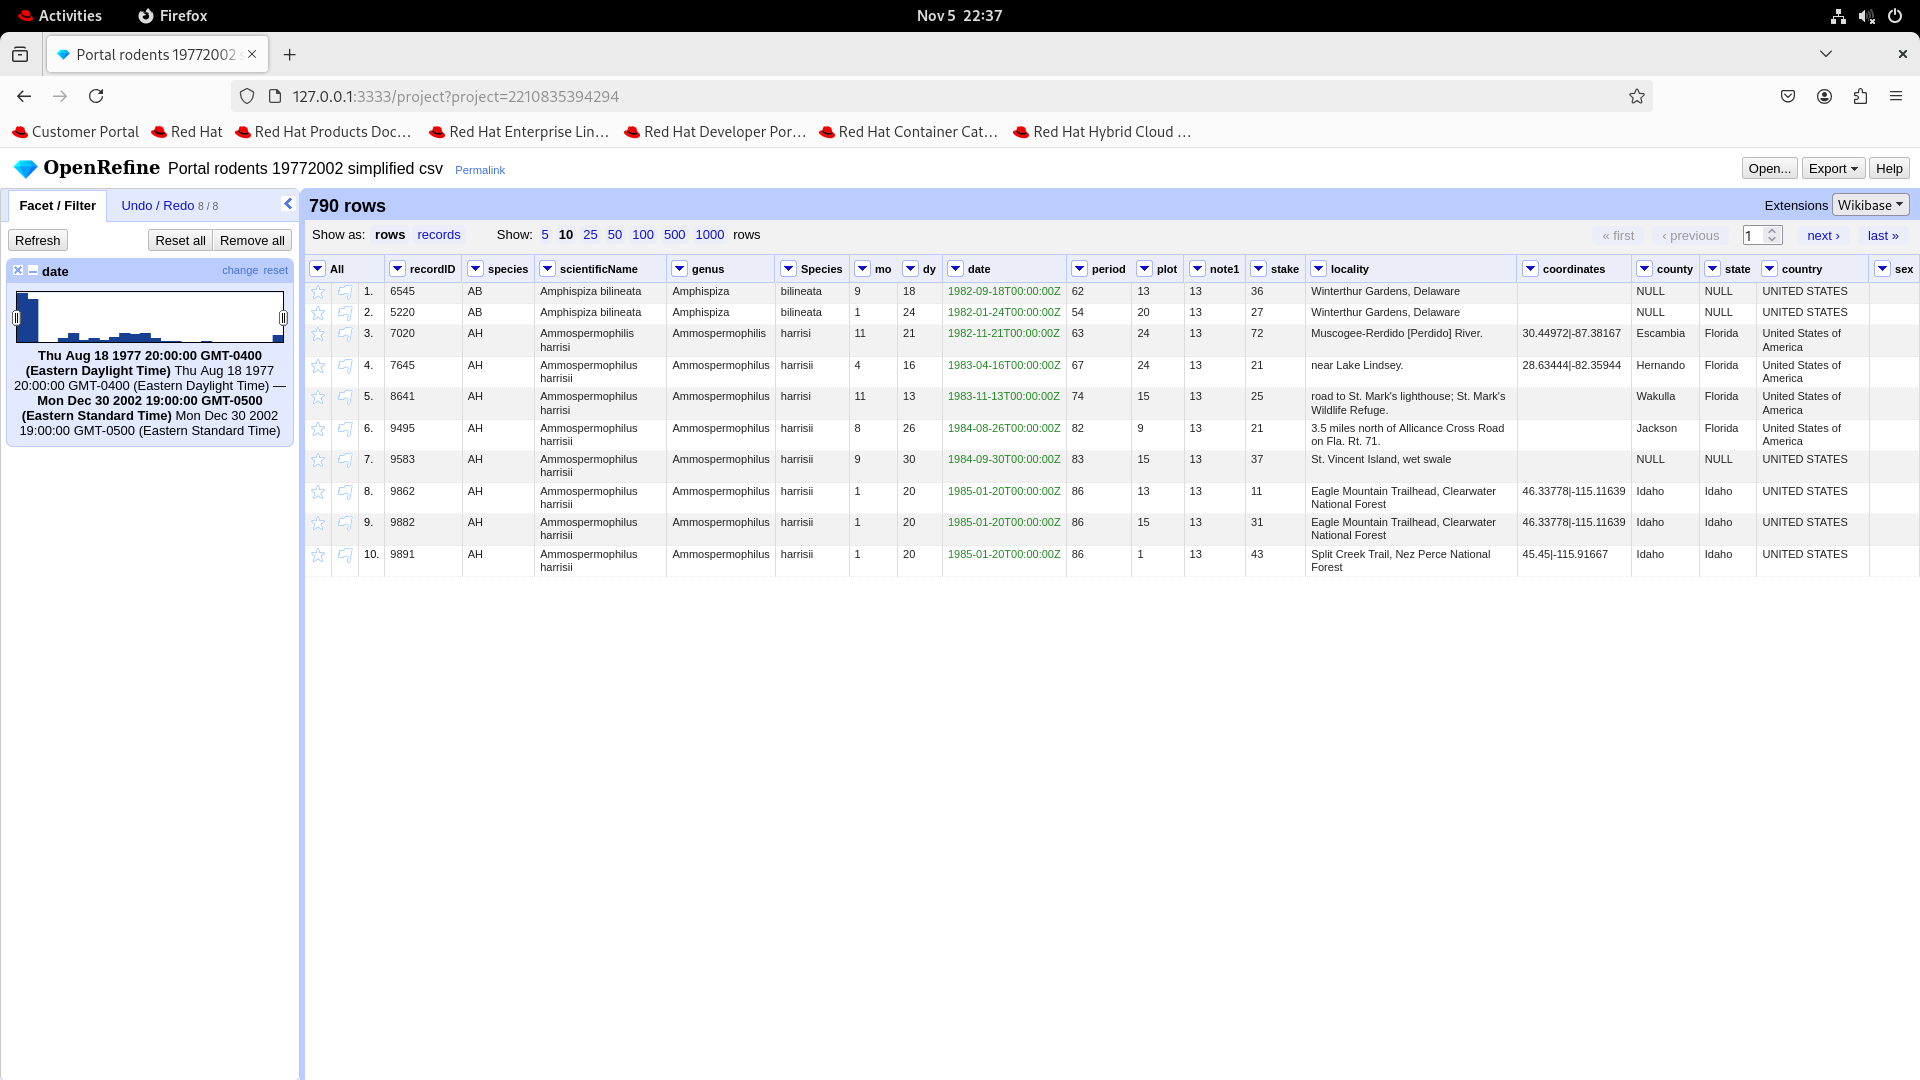 Activities Firefox Nov 5 22:37
Portal rodents 19772002
127.0.0.1:3333/project?project=2210835394294
Customer Portal Red Hat Red Hat Products Doc… Red Hat Enterprise Lin… Red Hat Developer Por… Red Hat Container Cat… Red Hat Hybrid Cloud …
OpenRefine Portal rodents 19772002 simplified csv Permalink Open... Export Help
Facet / Filter Undo / Redo 8 / 8
Refresh Reset all Remove all
date change reset
Thu Aug 18 1977 20:00:00 GMT-0400
(Eastern Daylight Time) Thu Aug 18 1977
20:00:00 GMT-0400 (Eastern Daylight Time) —
Mon Dec 30 2002 19:00:00 GMT-0500
(Eastern Standard Time) Mon Dec 30 2002
19:00:00 GMT-0500 (Eastern Standard Time)
790 rows Extensions Wikibase
Show as: rows records Show: 5 10 25 50 100 500 1000 rows « first ‹ previous 1 next › last »
All recordID species scientificName genus Species mo dy date period plot note1 stake locality coordinates county state country sex
1. 6545 AB Amphispiza bilineata Amphispiza bilineata 9 18 1982-09-18T00:00:00Z 62 13 13 36 Winterthur Gardens, Delaware NULL NULL UNITED STATES
2. 5220 AB Amphispiza bilineata Amphispiza bilineata 1 24 1982-01-24T00:00:00Z 54 20 13 27 Winterthur Gardens, Delaware NULL NULL UNITED STATES
3. 7020 AH Ammospermophilis Ammospermophilis harrisi 11 21 1982-11-21T00:00:00Z 63 24 13 72 Muscogee-Rerdido [Perdido] River. 30.44972|-87.38167 Escambia Florida United States of
harrisi America
4. 7645 AH Ammospermophilus Ammospermophilus harrisii 4 16 1983-04-16T00:00:00Z 67 24 13 21 near Lake Lindsey. 28.63444|-82.35944 Hernando Florida United States of
harrisii America
5. 8641 AH Ammospermophilus Ammospermophilus harrisi 11 13 1983-11-13T00:00:00Z 74 15 13 25 road to St. Mark's lighthouse; St. Mark's Wakulla Florida United States of
harrisi Wildlife Refuge. America
6. 9495 AH Ammospermophilus Ammospermophilus harrisii 8 26 1984-08-26T00:00:00Z 82 9 13 21 3.5 miles north of Allicance Cross Road Jackson Florida United States of
harrisii on Fla. Rt. 71. America
7. 9583 AH Ammospermophilus Ammospermophilus harrisii 9 30 1984-09-30T00:00:00Z 83 15 13 37 St. Vincent Island, wet swale NULL NULL UNITED STATES
harrisii
8. 9862 AH Ammospermophilus Ammospermophilus harrisii 1 20 1985-01-20T00:00:00Z 86 13 13 11 Eagle Mountain Trailhead, Clearwater 46.33778|-115.11639 Idaho Idaho UNITED STATES
harrisii National Forest
9. 9882 AH Ammospermophilus Ammospermophilus harrisii 1 20 1985-01-20T00:00:00Z 86 15 13 31 Eagle Mountain Trailhead, Clearwater 46.33778|-115.11639 Idaho Idaho UNITED STATES
harrisii National Forest
10. 9891 AH Ammospermophilus Ammospermophilus harrisii 1 20 1985-01-20T00:00:00Z 86 1 13 43 Split Creek Trail, Nez Perce National 45.45|-115.91667 Idaho Idaho UNITED STATES
harrisii Forest